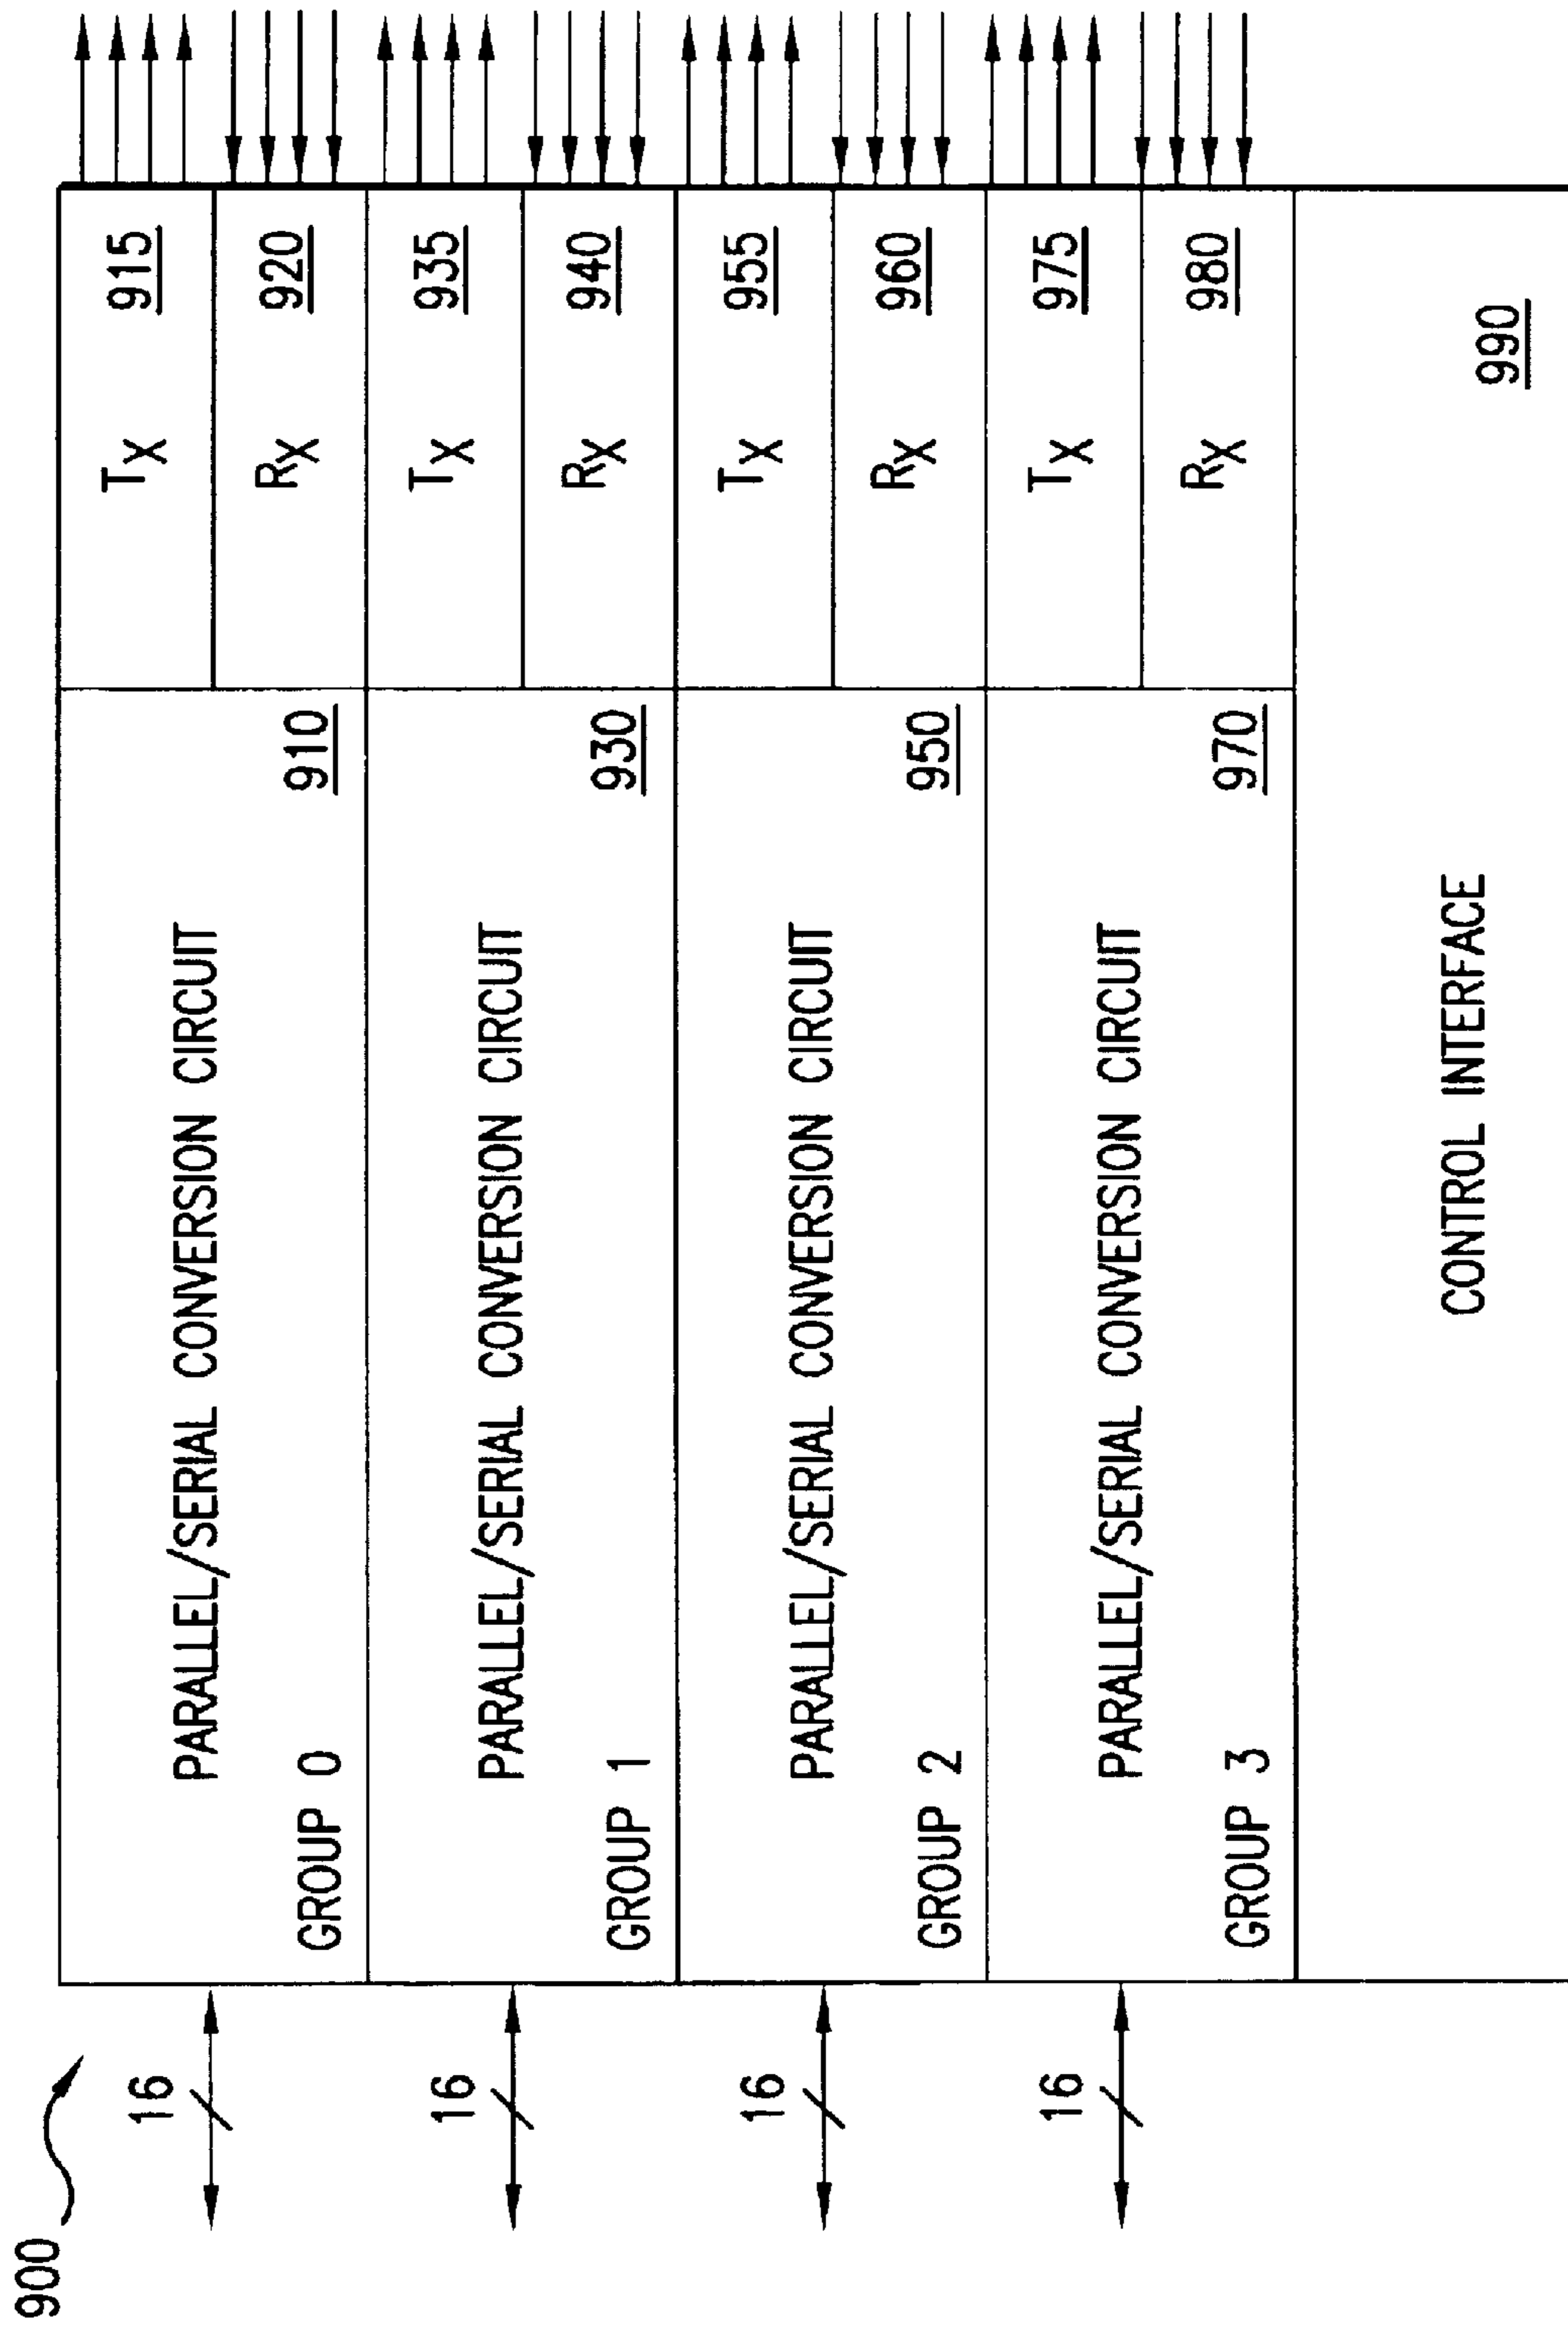 900
16
PARALLEL/SERIAL CONVERSION CIRCUIT
GROUP 0
910
TX
915
RX
920
16
PARALLEL/SERIAL CONVERSION CIRCUIT
GROUP 1
930
TX
935
RX
940
16
PARALLEL/SERIAL CONVERSION CIRCUIT
GROUP 2
950
TX
955
RX
960
16
PARALLEL/SERIAL CONVERSION CIRCUIT
GROUP 3
970
TX
975
RX
980
CONTROL INTERFACE
990